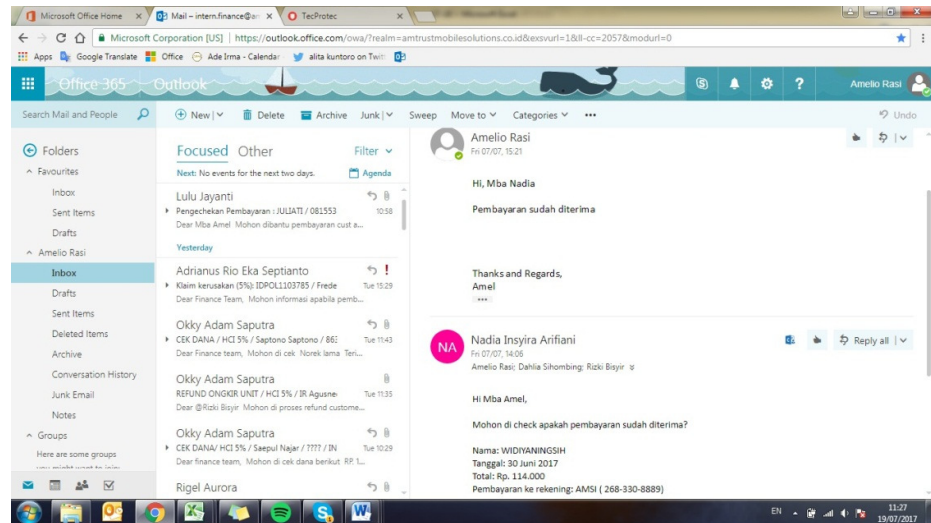 Microsoft Office Home
Mail – intern.finance@an
TecProtec
Microsoft Corporation [US] | https://outlook.office.com/owa/?realm=amtrustmobilesolutions.co.id&exsvurl=1&ll-cc=2057&modurl=0
Apps Google Translate Office Ade Irma - Calendar alita kuntoro on Twitt
Office 365 Outlook ? Amelio Rasi
Search Mail and People New Delete Archive Junk Sweep Move to Categories ••• Undo
Folders
Favourites
Inbox
Sent Items
Drafts
Amelio Rasi
Inbox
Drafts
Sent Items
Deleted Items
Archive
Conversation History
Junk Email
Notes
Groups
Here are some groups
you might want to join:
Focused Other Filter
Next: No events for the next two days. Agenda
Lulu Jayanti
Pengechekan Pembayaran : JULIATI / 081553 10:58
Dear Mba Amel Mohon dibantu pembayaran cust a...
Yesterday
Adrianus Rio Eka Septianto
Klaim kerusakan (5%): IDPOL1103785 / Frede Tue 15:29
Dear Finance Team, Mohon informasi apabila pemb...
Okky Adam Saputra
CEK DANA / HCI 5% / Saptono Saptono / 863 Tue 11:43
Dear Finance team, Mohon di cek Norek lama Teri...
Okky Adam Saputra
REFUND ONGKIR UNIT / HCI 5% / IR Agusne Tue 11:35
Dear @Rizki Bisyir Mohon di proses refund custome...
Okky Adam Saputra
CEK DANA/ HCI 5% / Saepul Najar / ???? / IN Tue 10:29
Dear finance team, Mohon di cek dana berikut RP. 1...
Rigel Aurora
Amelio Rasi
Fri 07/07, 15:21
Hi, Mba Nadia
Pembayaran sudah diterima
Thanks and Regards,
Amel
•••
NA
Nadia Insyira Arifiani
Reply all
Fri 07/07, 14:06
Amelio Rasi; Dahlia Sihombing; Rizki Bisyir
Hi Mba Amel,
Mohon di check apakah pembayaran sudah diterima?
Nama: WIDIYANINGSIH
Tanggal: 30 Juni 2017
Total: Rp. 114.000
Pembayaran ke rekening: AMSI ( 268-330-8889)
EN 11:27
19/07/2017